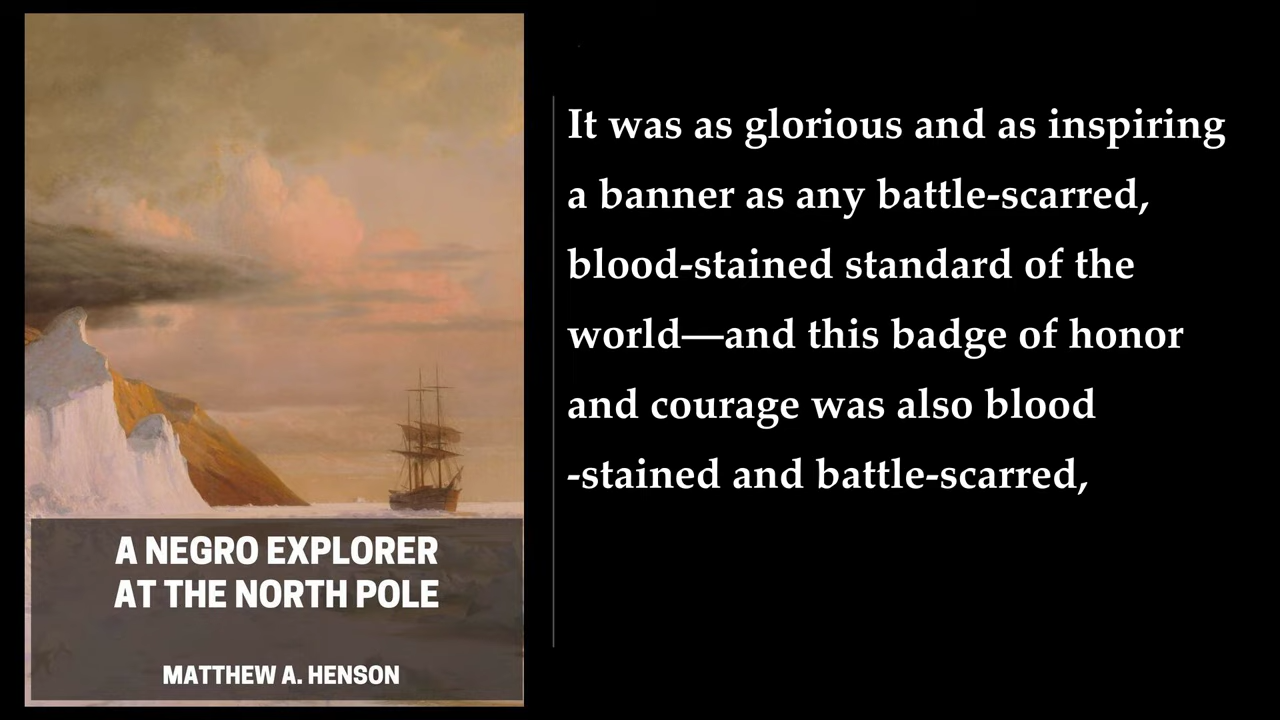 It was as glorious and as inspiring
a banner as any battle-scarred,
blood-stained standard of the
world—and this badge of honor
and courage was also blood
-stained and battle-scarred,
A NEGRO EXPLORER
AT THE NORTH POLE
MATTHEW A. HENSON